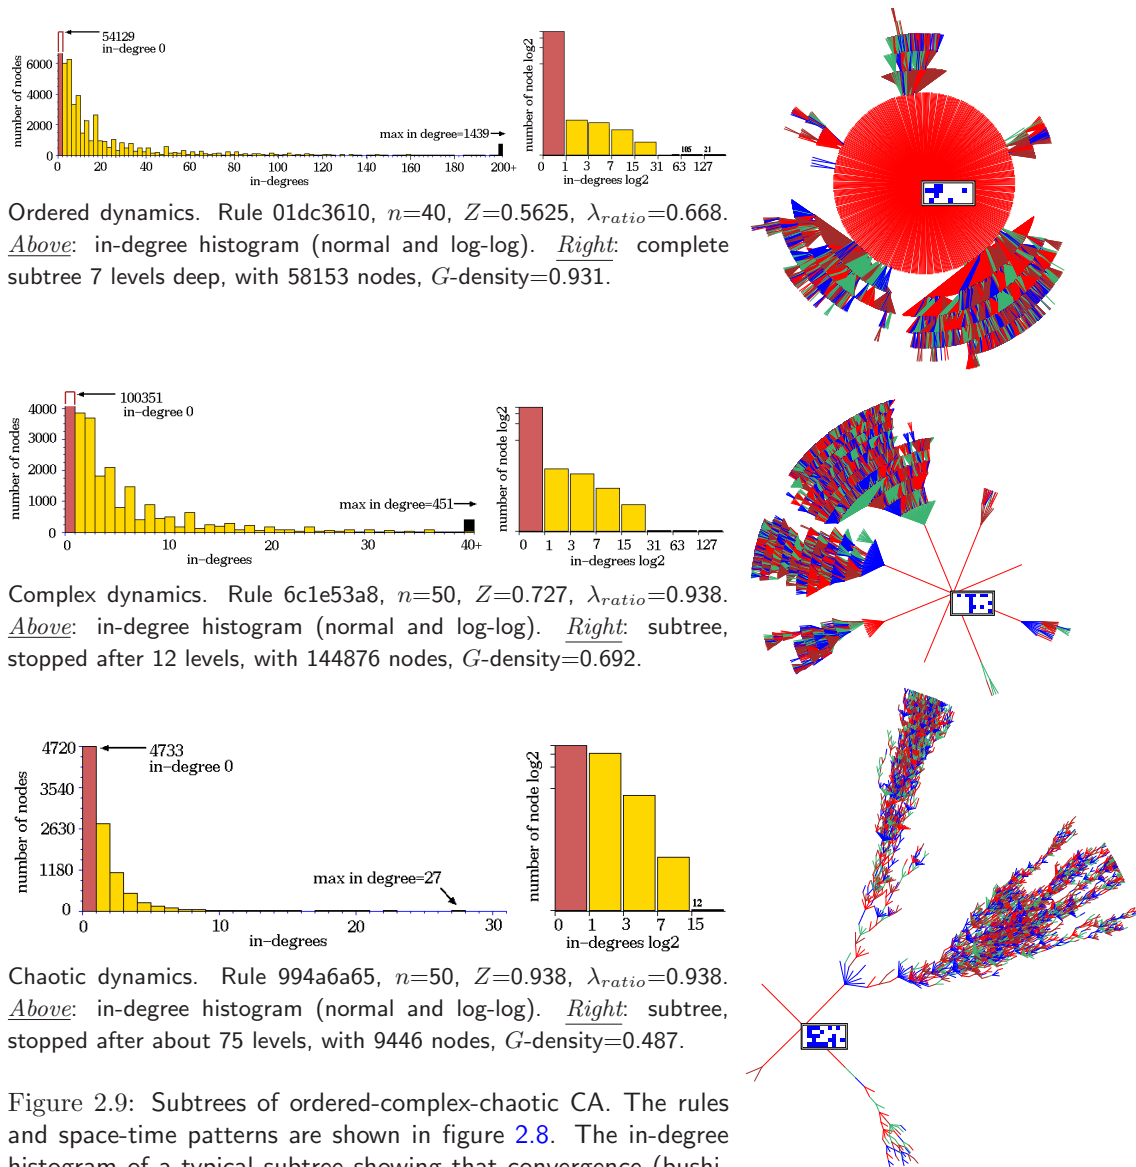 54129
in-degree 0
number of nodes
6000
4000
2000
0
max in degree=1439
0 20 40 60 80 100 120 140 160 180 200+
in-degrees
number of node log2
105 21
0 1 3 7 15 31 63 127
in-degrees log2
Ordered dynamics. Rule 01dc3610, n=40, Z=0.5625, λratio=0.668.
Above: in-degree histogram (normal and log-log). Right: complete
subtree 7 levels deep, with 58153 nodes, G-density=0.931.
100351
in-degree 0
number of nodes
4000
3000
2000
1000
0
max in degree=451
0 10 20 30 40+
in-degrees
number of node log2
0 1 3 7 15 31 63 127
in-degrees log2
Complex dynamics. Rule 6c1e53a8, n=50, Z=0.727, λratio=0.938.
Above: in-degree histogram (normal and log-log). Right: subtree,
stopped after 12 levels, with 144876 nodes, G-density=0.692.
4733
in-degree 0
number of nodes
4720
3540
2630
1180
0
max in degree=27
0 10 20 30
in-degrees
number of node log2
12
0 1 3 7 15
in-degrees log2
Chaotic dynamics. Rule 994a6a65, n=50, Z=0.938, λratio=0.938.
Above: in-degree histogram (normal and log-log). Right: subtree,
stopped after about 75 levels, with 9446 nodes, G-density=0.487.
Figure 2.9: Subtrees of ordered-complex-chaotic CA. The rules
and space-time patterns are shown in figure 2.8. The in-degree
histogram of a typical subtree showing that convergence (bushi-